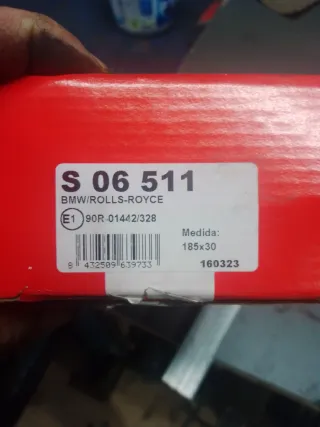 S 06 511
BMW/ROLLS-ROYCE
E1 90R-01442/328
Medida:
185x30
8 432509 639733
160323